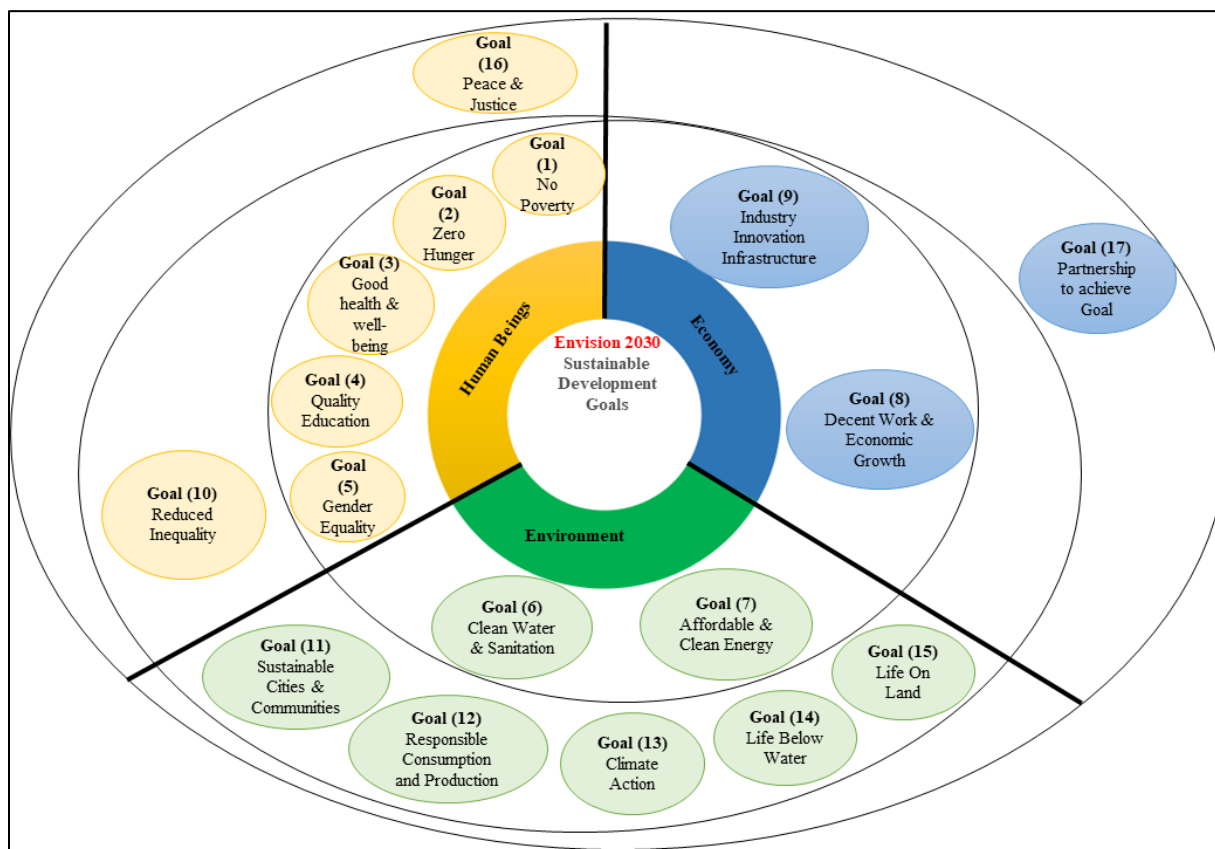 Goal
(16)
Peace &
Justice
Goal
(1)
No
Poverty
Goal
(2)
Zero
Hunger
Goal (3)
Good
health &
well-
being
Goal (4)
Quality
Education
Goal
(5)
Gender
Equality
Goal (10)
Reduced
Inequality
Goal (9)
Industry
Innovation
Infrastructure
Goal (17)
Partnership
to achieve
Goal
Goal (8)
Decent Work &
Economic
Growth
Human Beings
Economy
Environment
Envision 2030
Sustainable
Development
Goals
Goal (6)
Clean Water
& Sanitation
Goal (7)
Affordable &
Clean Energy
Goal (11)
Sustainable
Cities &
Communities
Goal (12)
Responsible
Consumption
and Production
Goal (13)
Climate
Action
Goal (14)
Life Below
Water
Goal (15)
Life On
Land